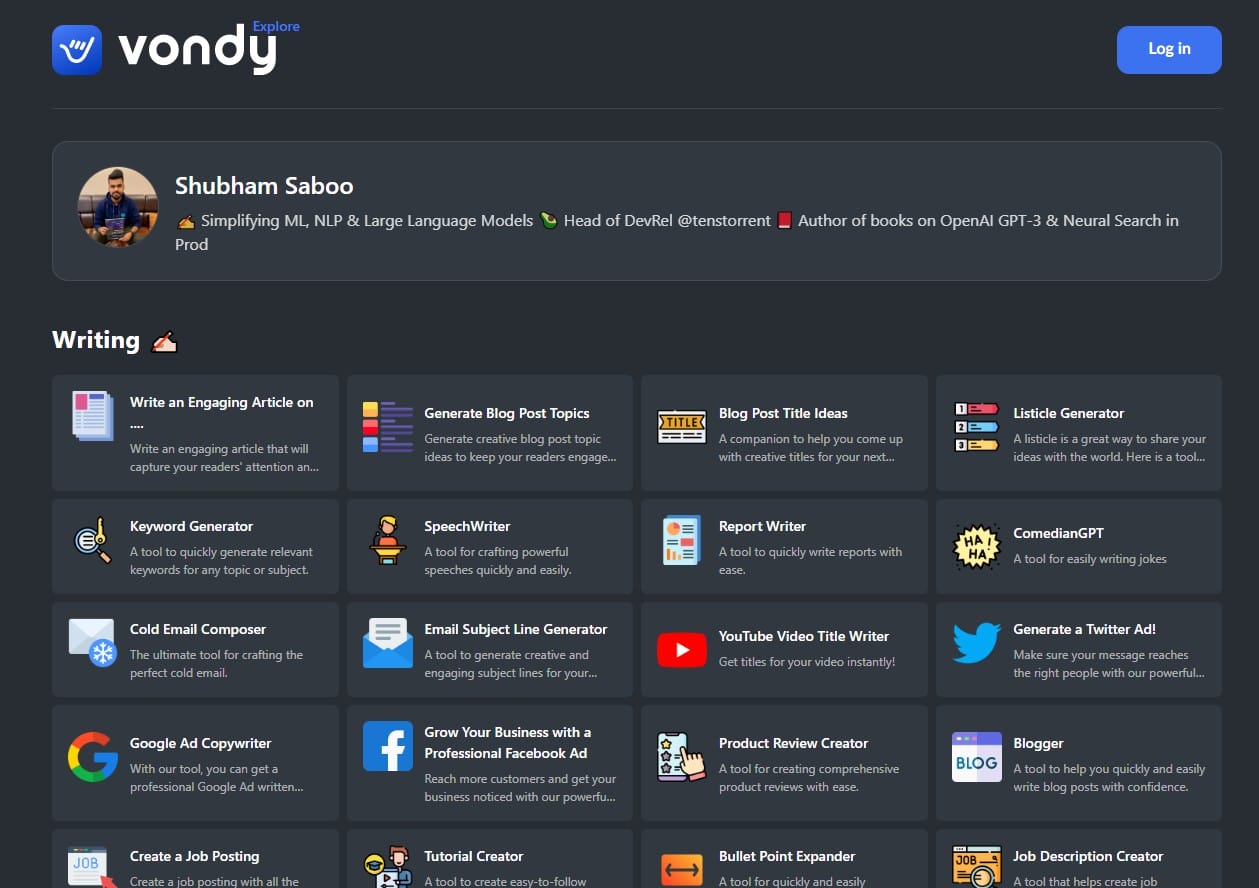 vondy
Explore
Log in
Shubham Saboo
✍️ Simplifying ML, NLP & Large Language Models 🥑 Head of DevRel @tenstorrent 📕 Author of books on OpenAI GPT-3 & Neural Search in
Prod
Writing ✍🏻
Write an Engaging Article on
....
Write an engaging article that will
capture your readers' attention an...
Generate Blog Post Topics
Generate creative blog post topic
ideas to keep your readers engage...
TITLE
Blog Post Title Ideas
A companion to help you come up
with creative titles for your next...
1
2
3
Listicle Generator
A listicle is a great way to share your
ideas with the world. Here is a tool...
Keyword Generator
A tool to quickly generate relevant
keywords for any topic or subject.
SpeechWriter
A tool for crafting powerful
speeches quickly and easily.
Report Writer
A tool to quickly write reports with
ease.
HA !
HA !
ComedianGPT
A tool for easily writing jokes
Cold Email Composer
The ultimate tool for crafting the
perfect cold email.
Email Subject Line Generator
A tool to generate creative and
engaging subject lines for your...
YouTube Video Title Writer
Get titles for your video instantly!
Generate a Twitter Ad!
Make sure your message reaches
the right people with our powerful...
Google Ad Copywriter
With our tool, you can get a
professional Google Ad written...
Grow Your Business with a
Professional Facebook Ad
Reach more customers and get your
business noticed with our powerfu...
Product Review Creator
A tool for creating comprehensive
product reviews with ease.
BLOG
Blogger
A tool to help you quickly and easily
write blog posts with confidence.
JOB
Create a Job Posting
Create a job posting with all the
Tutorial Creator
A tool to create easy-to-follow
Bullet Point Expander
A tool for quickly and easily
JOB
Job Description Creator
A tool that helps create job